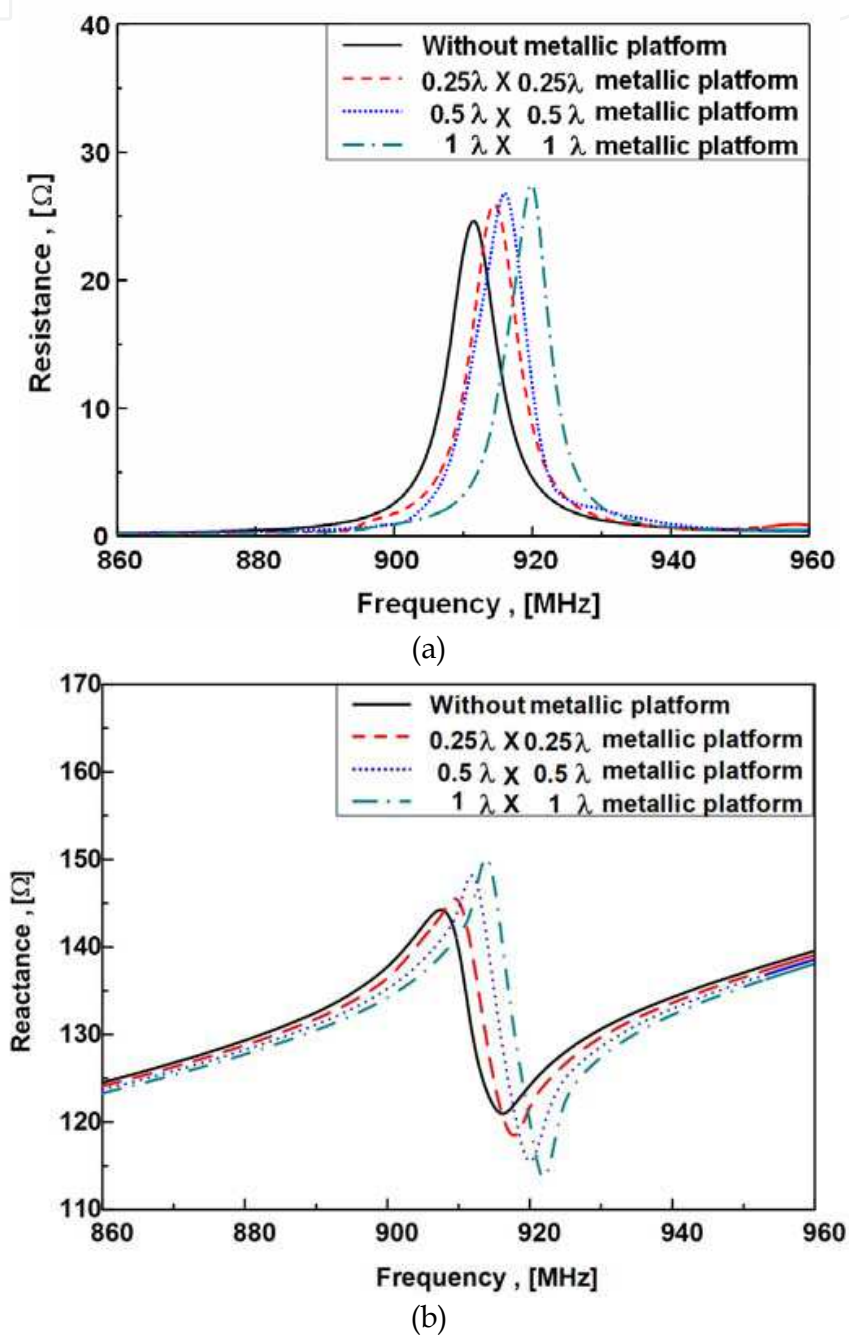 40
30
20
10
0
Resistance , [Ω]
Without metallic platform
0.25λ X 0.25λ metallic platform
0.5 λ X 0.5 λ metallic platform
1 λ X 1 λ metallic platform
860 880 900 920 940 960
Frequency , [MHz]
(a)
170
160
150
140
130
120
110
Reactance , [Ω]
Without metallic platform
0.25λ X 0.25λ metallic platform
0.5 λ X 0.5 λ metallic platform
1 λ X 1 λ metallic platform
860 880 900 920 940 960
Frequency , [MHz]
(b)